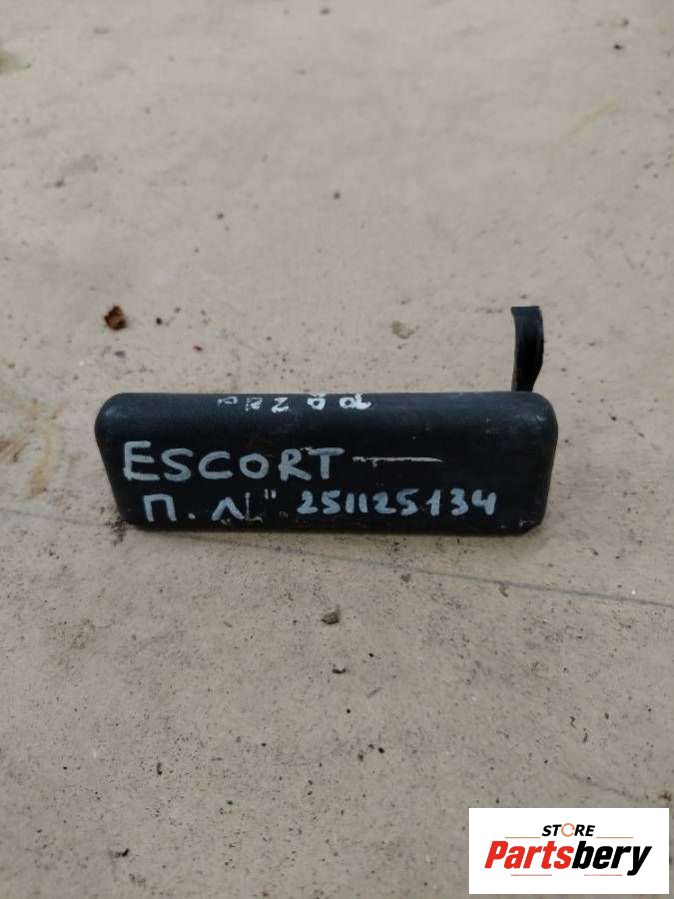 ESCORT
П. Л" 251125134
STORE
Partsbery